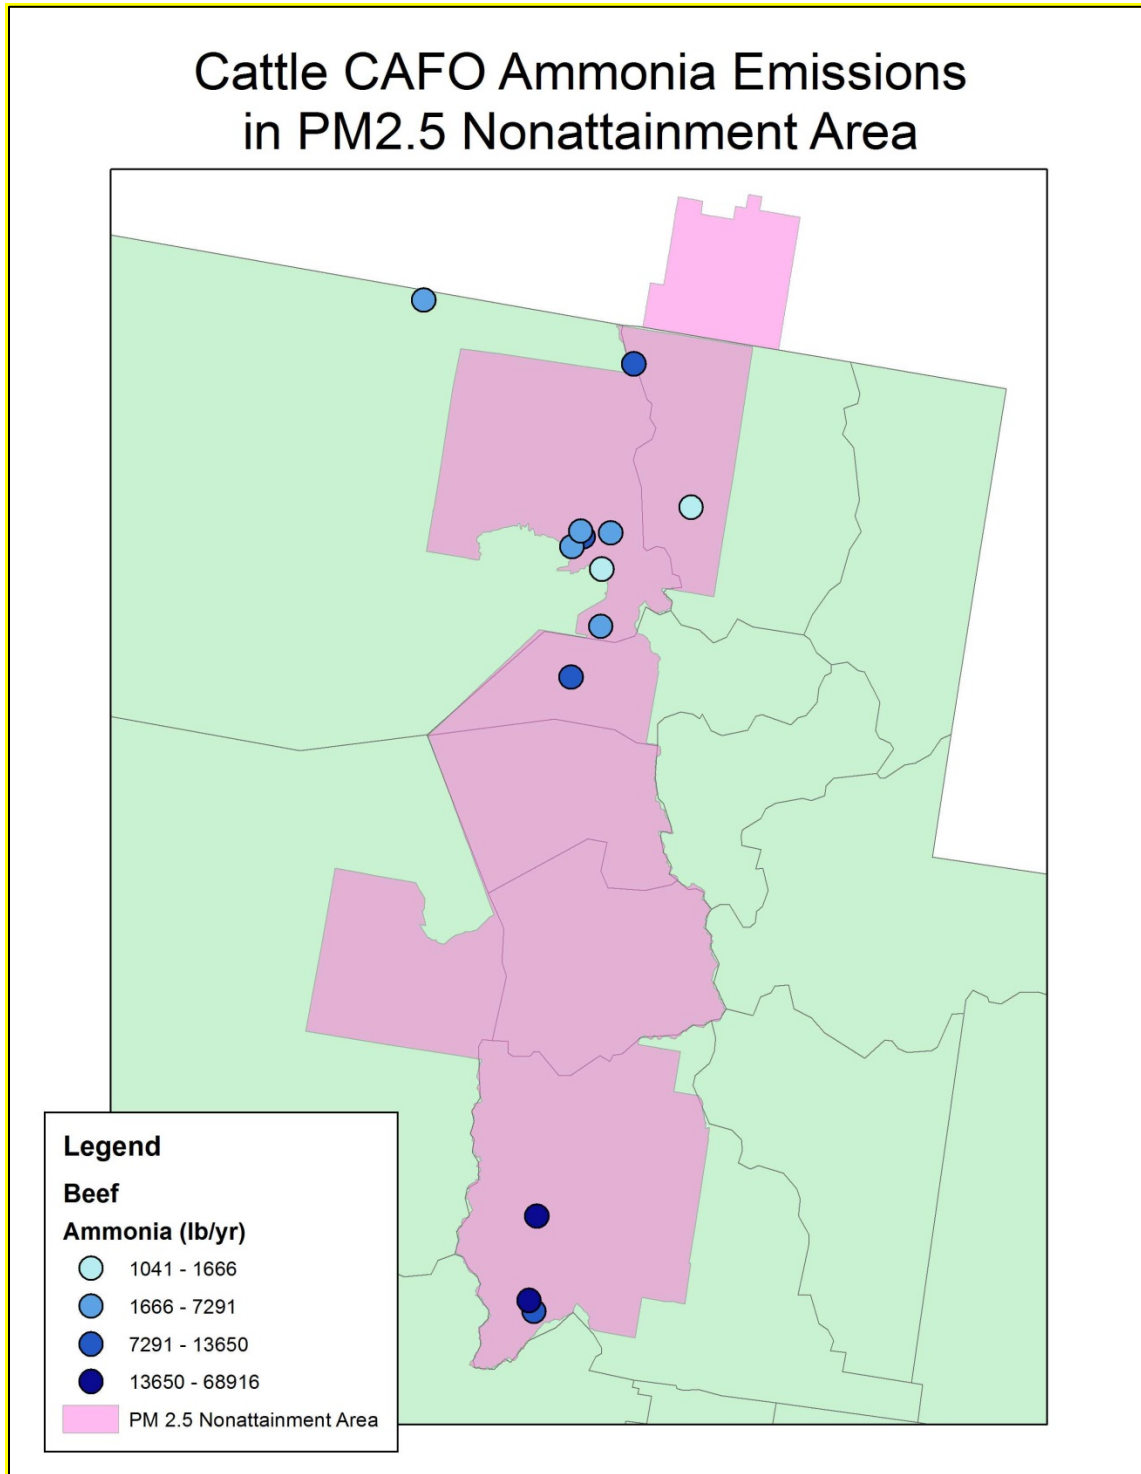 Cattle CAFO Ammonia Emissions
in PM2.5 Nonattainment Area
Legend
Beef
Ammonia (lb/yr)
1041 - 1666
1666 - 7291
7291 - 13650
13650 - 68916
PM 2.5 Nonattainment Area